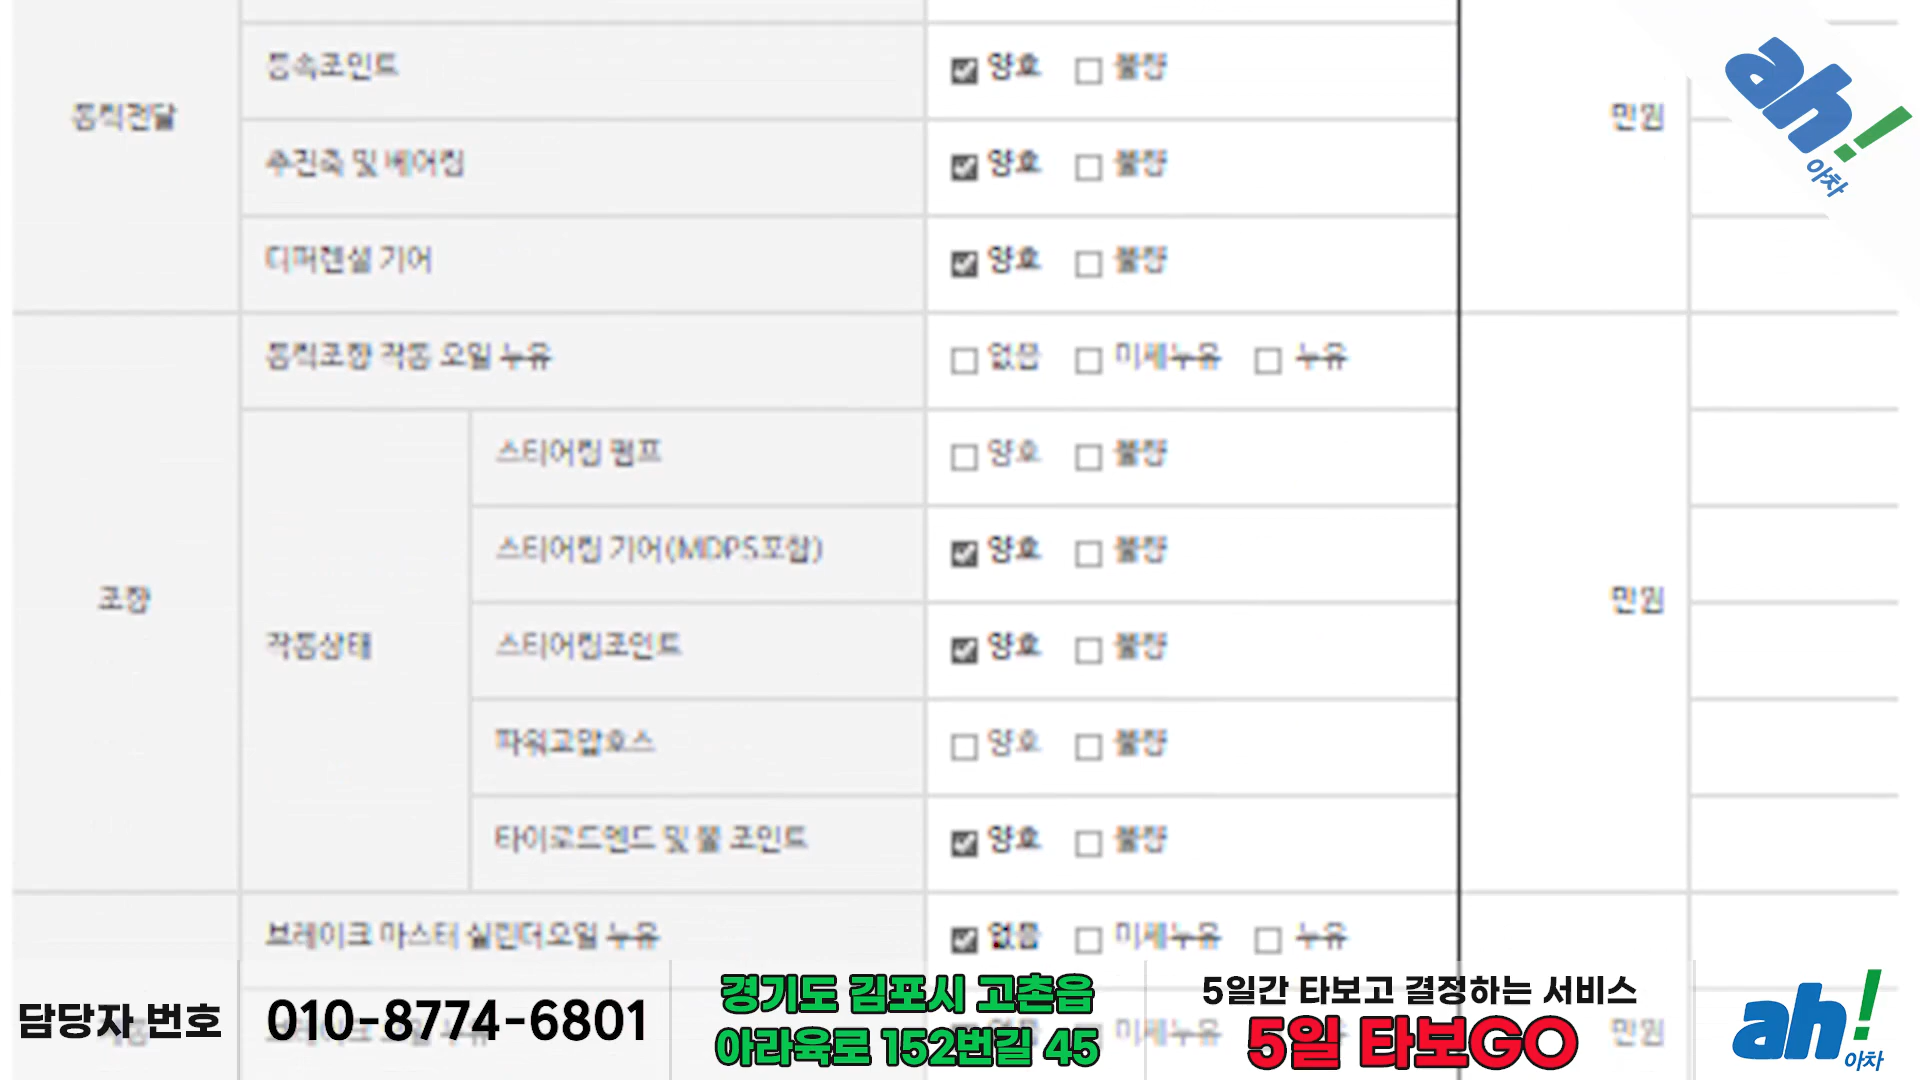 등속조인트 양호 불량
동력전달 만원
추진축 및 베어링 양호 불량
디퍼렌셜 기어 양호 불량
동력조향 작동 오일 누유 없음 미세누유 누유
스티어링 펌프 양호 불량
스티어링 기어(MDPS포함) 양호 불량
조향 만원
작동상태 스티어링조인트 양호 불량
파워고압호스 양호 불량
타이로드엔드 및 볼 조인트 양호 불량
브레이크 마스터 실린더오일 누유 없음 미세누유 누유
ah!
아차
담당자 번호 010-8774-6801
경기도 김포시 고촌읍
아라육로 152번길 45
5일간 타보고 결정하는 서비스
5일 타보GO
미세누유
만원
ah!
아차